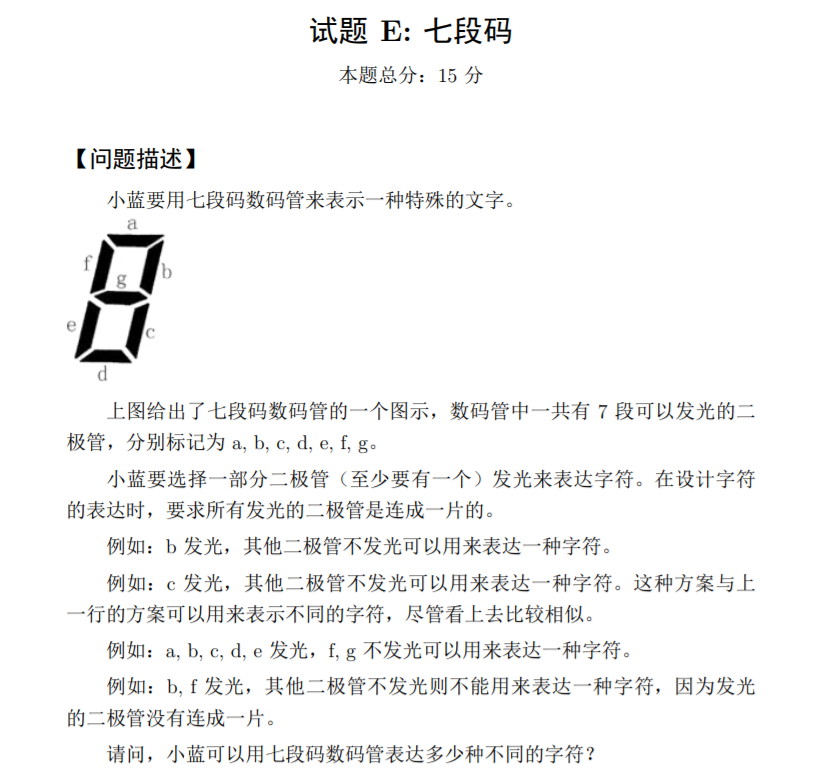 试题 E: 七段码
本题总分：15 分
【问题描述】
小蓝要用七段码数码管来表示一种特殊的文字。
a
f
g
b
e
c
d
上图给出了七段码数码管的一个图示，数码管中一共有 7 段可以发光的二
极管，分别标记为 a, b, c, d, e, f, g。
小蓝要选择一部分二极管（至少要有一个）发光来表达字符。在设计字符
的表达时，要求所有发光的二极管是连成一片的。
例如：b 发光，其他二极管不发光可以用来表达一种字符。
例如：c 发光，其他二极管不发光可以用来表达一种字符。这种方案与上
一行的方案可以用来表示不同的字符，尽管看上去比较相似。
例如：a, b, c, d, e 发光，f, g 不发光可以用来表达一种字符。
例如：b, f 发光，其他二极管不发光则不能用来表达一种字符，因为发光
的二极管没有连成一片。
请问，小蓝可以用七段码数码管表达多少种不同的字符？